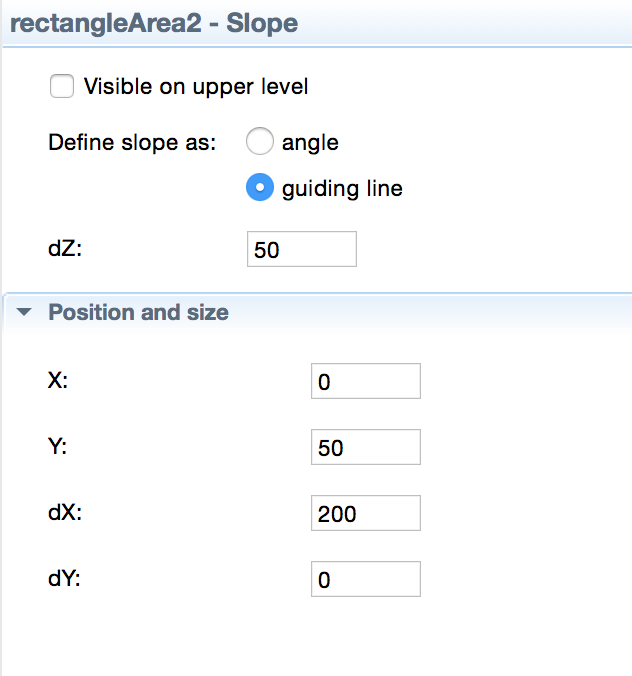 rectangleArea2 - Slope
Visible on upper level
Define slope as: angle
guiding line
dZ: 50
Position and size
X: 0
Y: 50
dX: 200
dY: 0